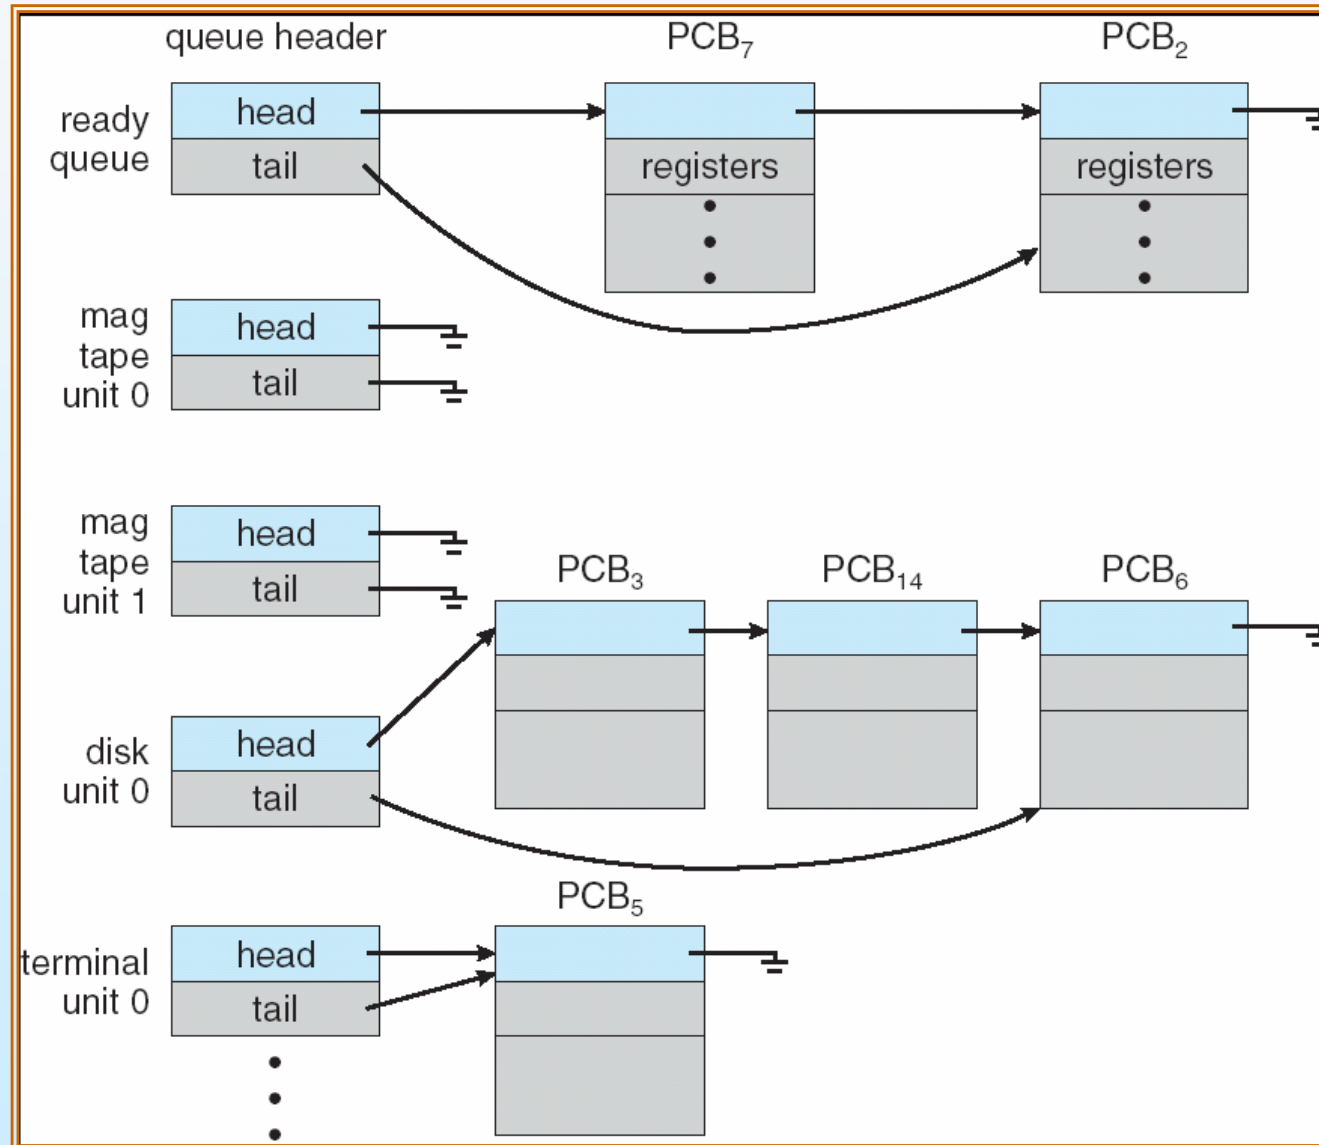 queue header
PCB₇
PCB₂
ready
queue
head
tail
registers
registers
mag
tape
unit 0
head
tail
mag
tape
unit 1
head
tail
PCB₃
PCB₁₄
PCB₆
disk
unit 0
head
tail
PCB₅
terminal
unit 0
head
tail